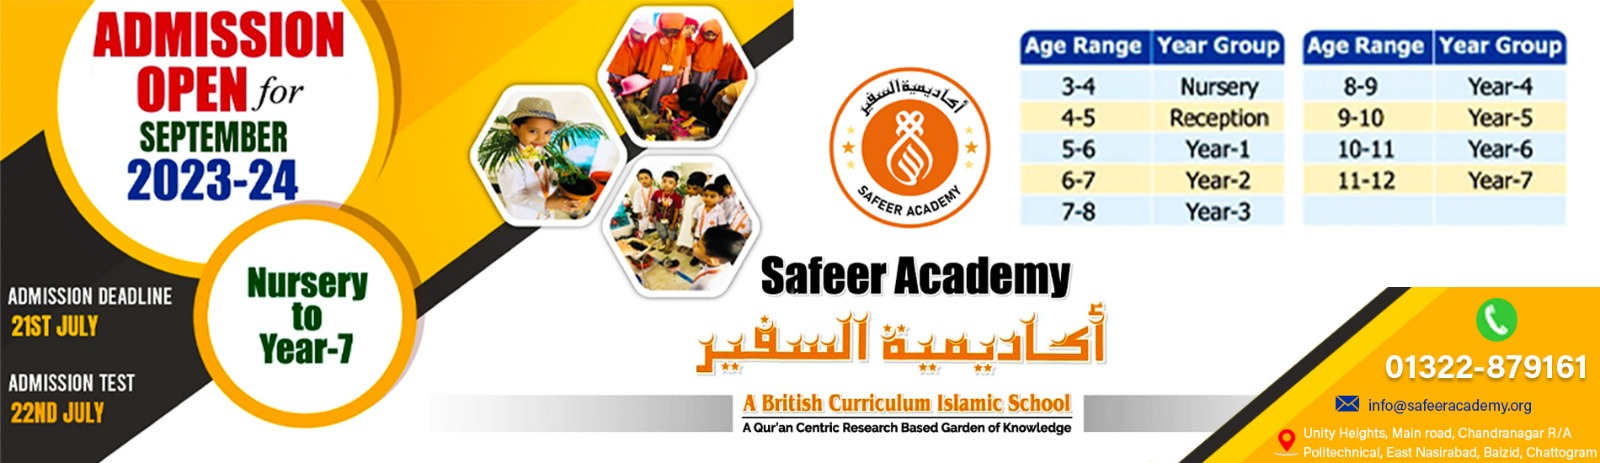 ADMISSION
OPEN for
SEPTEMBER
2023-24
Nursery
to
Year-7
ADMISSION DEADLINE
21ST JULY
ADMISSION TEST
22ND JULY
أكاديمية السفير
SAFEER ACADEMY
Safeer Academy
أكاديمية السفير
A British Curriculum Islamic School
A Qur'an Centric Research Based Garden of Knowledge
Age Range Year Group
3-4 Nursery
4-5 Reception
5-6 Year-1
6-7 Year-2
7-8 Year-3
Age Range Year Group
8-9 Year-4
9-10 Year-5
10-11 Year-6
11-12 Year-7
01322-879161
info@safeeracademy.org
Unity Heights, Main road, Chandranagar R/A
Politechnical, East Nasirabad, Baizid, Chattogram